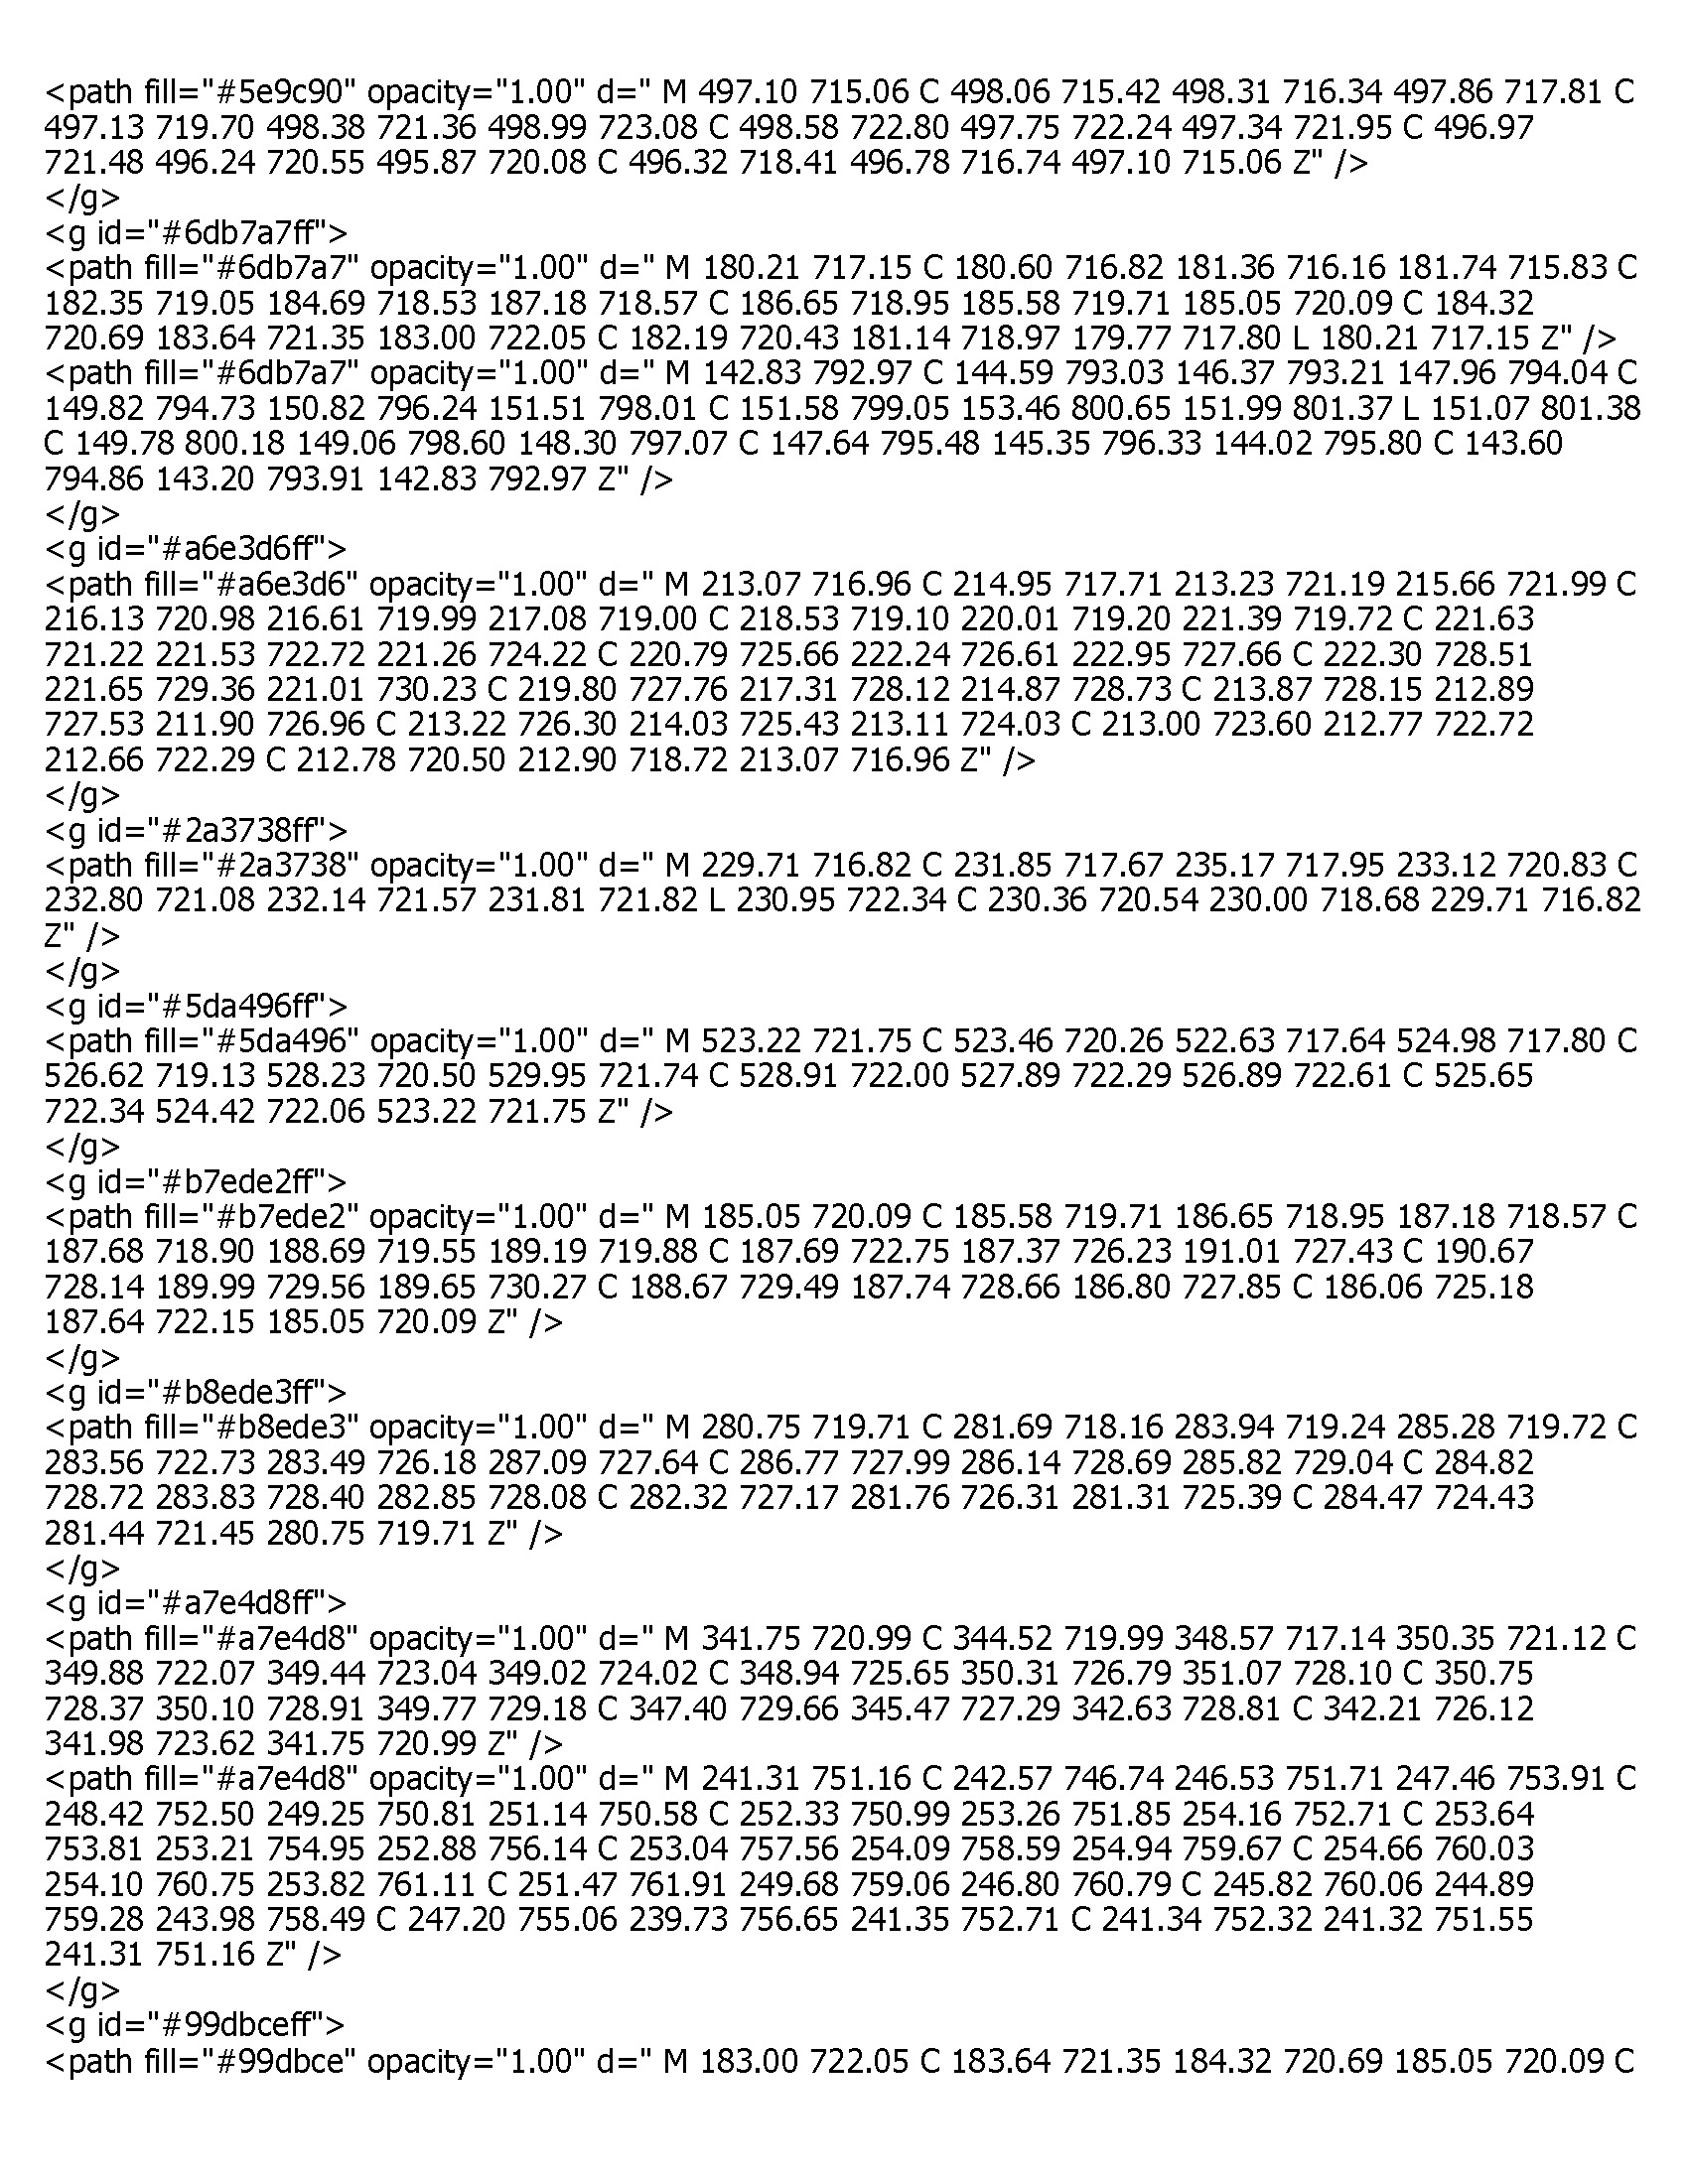 <path fill="#5e9c90" opacity="1.00" d=" M 497.10 715.06 C 498.06 715.42 498.31 716.34 497.86 717.81 C
497.13 719.70 498.38 721.36 498.99 723.08 C 498.58 722.80 497.75 722.24 497.34 721.95 C 496.97
721.48 496.24 720.55 495.87 720.08 C 496.32 718.41 496.78 716.74 497.10 715.06 Z" />
</g>
<g id="#6db7a7ff">
<path fill="#6db7a7" opacity="1.00" d=" M 180.21 717.15 C 180.60 716.82 181.36 716.16 181.74 715.83 C
182.35 719.05 184.69 718.53 187.18 718.57 C 186.65 718.95 185.58 719.71 185.05 720.09 C 184.32
720.69 183.64 721.35 183.00 722.05 C 182.19 720.43 181.14 718.97 179.77 717.80 L 180.21 717.15 Z" />
<path fill="#6db7a7" opacity="1.00" d=" M 142.83 792.97 C 144.59 793.03 146.37 793.21 147.96 794.04 C
149.82 794.73 150.82 796.24 151.51 798.01 C 151.58 799.05 153.46 800.65 151.99 801.37 L 151.07 801.38
C 149.78 800.18 149.06 798.60 148.30 797.07 C 147.64 795.48 145.35 796.33 144.02 795.80 C 143.60
794.86 143.20 793.91 142.83 792.97 Z" />
</g>
<g id="#a6e3d6ff">
<path fill="#a6e3d6" opacity="1.00" d=" M 213.07 716.96 C 214.95 717.71 213.23 721.19 215.66 721.99 C
216.13 720.98 216.61 719.99 217.08 719.00 C 218.53 719.10 220.01 719.20 221.39 719.72 C 221.63
721.22 221.53 722.72 221.26 724.22 C 220.79 725.66 222.24 726.61 222.95 727.66 C 222.30 728.51
221.65 729.36 221.01 730.23 C 219.80 727.76 217.31 728.12 214.87 728.73 C 213.87 728.15 212.89
727.53 211.90 726.96 C 213.22 726.30 214.03 725.43 213.11 724.03 C 213.00 723.60 212.77 722.72
212.66 722.29 C 212.78 720.50 212.90 718.72 213.07 716.96 Z" />
</g>
<g id="#2a3738ff">
<path fill="#2a3738" opacity="1.00" d=" M 229.71 716.82 C 231.85 717.67 235.17 717.95 233.12 720.83 C
232.80 721.08 232.14 721.57 231.81 721.82 L 230.95 722.34 C 230.36 720.54 230.00 718.68 229.71 716.82
Z" />
</g>
<g id="#5da496ff">
<path fill="#5da496" opacity="1.00" d=" M 523.22 721.75 C 523.46 720.26 522.63 717.64 524.98 717.80 C
526.62 719.13 528.23 720.50 529.95 721.74 C 528.91 722.00 527.89 722.29 526.89 722.61 C 525.65
722.34 524.42 722.06 523.22 721.75 Z" />
</g>
<g id="#b7ede2ff">
<path fill="#b7ede2" opacity="1.00" d=" M 185.05 720.09 C 185.58 719.71 186.65 718.95 187.18 718.57 C
187.68 718.90 188.69 719.55 189.19 719.88 C 187.69 722.75 187.37 726.23 191.01 727.43 C 190.67
728.14 189.99 729.56 189.65 730.27 C 188.67 729.49 187.74 728.66 186.80 727.85 C 186.06 725.18
187.64 722.15 185.05 720.09 Z" />
</g>
<g id="#b8ede3ff">
<path fill="#b8ede3" opacity="1.00" d=" M 280.75 719.71 C 281.69 718.16 283.94 719.24 285.28 719.72 C
283.56 722.73 283.49 726.18 287.09 727.64 C 286.77 727.99 286.14 728.69 285.82 729.04 C 284.82
728.72 283.83 728.40 282.85 728.08 C 282.32 727.17 281.76 726.31 281.31 725.39 C 284.47 724.43
281.44 721.45 280.75 719.71 Z" />
</g>
<g id="#a7e4d8ff">
<path fill="#a7e4d8" opacity="1.00" d=" M 341.75 720.99 C 344.52 719.99 348.57 717.14 350.35 721.12 C
349.88 722.07 349.44 723.04 349.02 724.02 C 348.94 725.65 350.31 726.79 351.07 728.10 C 350.75
728.37 350.10 728.91 349.77 729.18 C 347.40 729.66 345.47 727.29 342.63 728.81 C 342.21 726.12
341.98 723.62 341.75 720.99 Z" />
<path fill="#a7e4d8" opacity="1.00" d=" M 241.31 751.16 C 242.57 746.74 246.53 751.71 247.46 753.91 C
248.42 752.50 249.25 750.81 251.14 750.58 C 252.33 750.99 253.26 751.85 254.16 752.71 C 253.64
753.81 253.21 754.95 252.88 756.14 C 253.04 757.56 254.09 758.59 254.94 759.67 C 254.66 760.03
254.10 760.75 253.82 761.11 C 251.47 761.91 249.68 759.06 246.80 760.79 C 245.82 760.06 244.89
759.28 243.98 758.49 C 247.20 755.06 239.73 756.65 241.35 752.71 C 241.34 752.32 241.32 751.55
241.31 751.16 Z" />
</g>
<g id="#99dbceff">
<path fill="#99dbce" opacity="1.00" d=" M 183.00 722.05 C 183.64 721.35 184.32 720.69 185.05 720.09 C